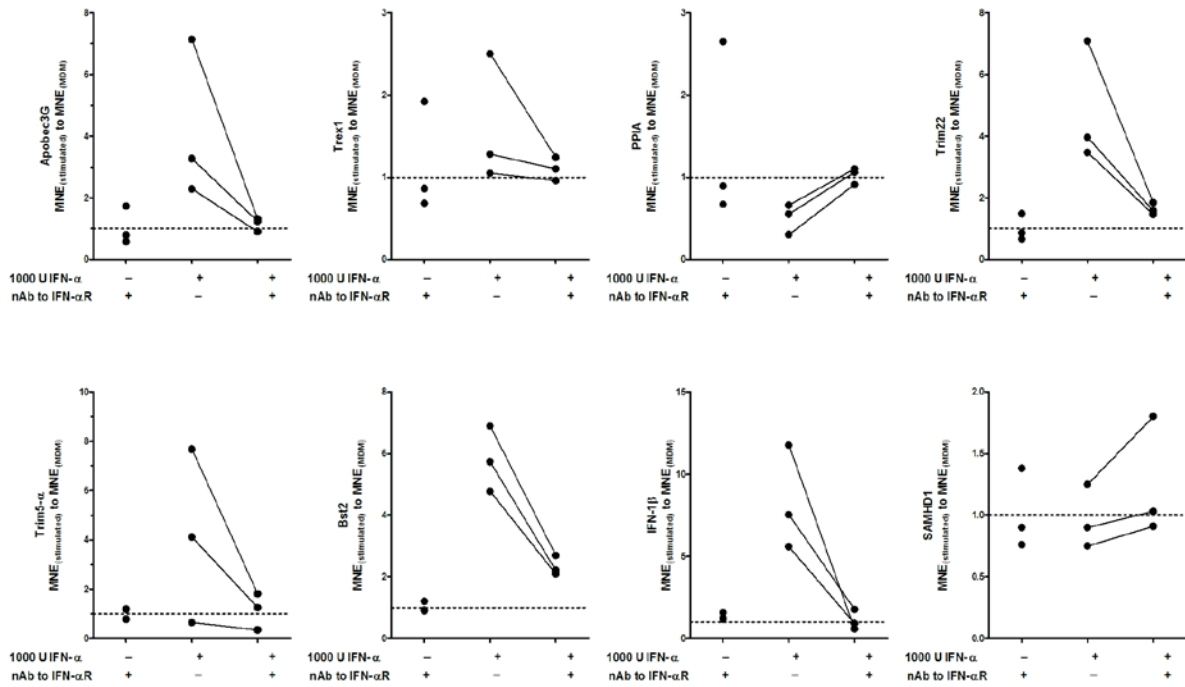 Apobec3G
MNE(stimulated) to MNE(MDM)
8
6
4
2
0
1000 U IFN-α – + +
nAb to IFN-αR + – +
Trex1
MNE(stimulated) to MNE(MDM)
3
2
1
0
1000 U IFN-α – + +
nAb to IFN-αR + – +
PPIA
MNE(stimulated) to MNE(MDM)
3
2
1
0
1000 U IFN-α – + +
nAb to IFN-αR + – +
Trim22
MNE(stimulated) to MNE(MDM)
8
6
4
2
0
1000 U IFN-α – + +
nAb to IFN-αR + – +
Trim5-α
MNE(stimulated) to MNE(MDM)
10
8
6
4
2
0
1000 U IFN-α – + +
nAb to IFN-αR + – +
Bst2
MNE(stimulated) to MNE(MDM)
8
6
4
2
0
1000 U IFN-α – + +
nAb to IFN-αR + – +
IFN-1β
MNE(stimulated) to MNE(MDM)
15
10
5
0
1000 U IFN-α – + +
nAb to IFN-αR + – +
SAMHD1
MNE(stimulated) to MNE(MDM)
2.0
1.5
1.0
0.5
0.0
1000 U IFN-α – + +
nAb to IFN-αR + – +